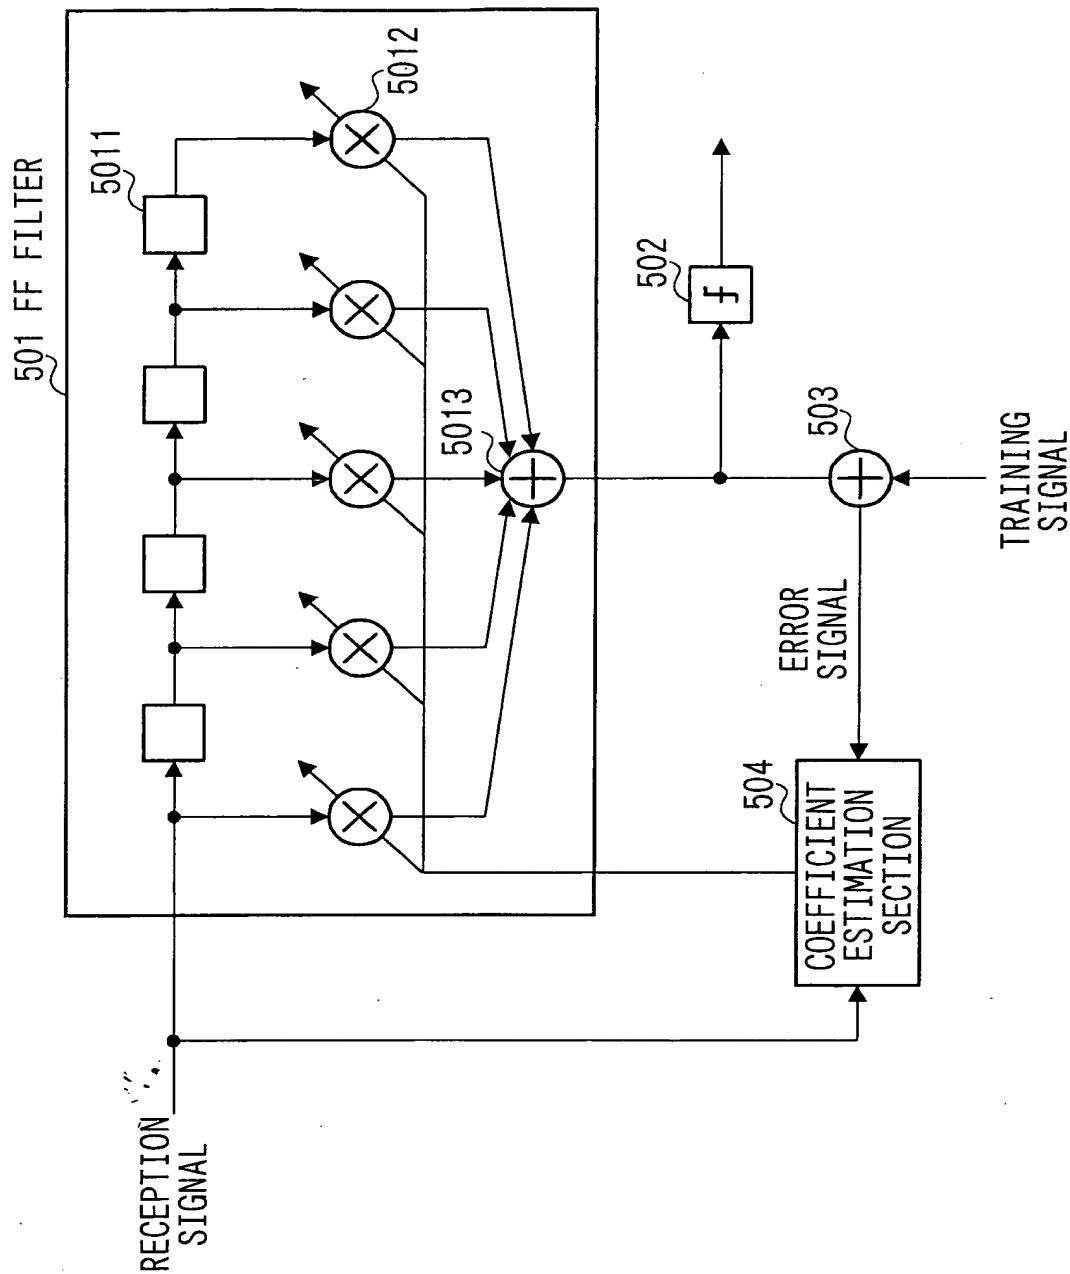 501 FF FILTER
5011
5012
5013
502
503
504
RECEPTION
SIGNAL
ERROR
SIGNAL
COEFFICIENT
ESTIMATION
SECTION
TRAINING
SIGNAL